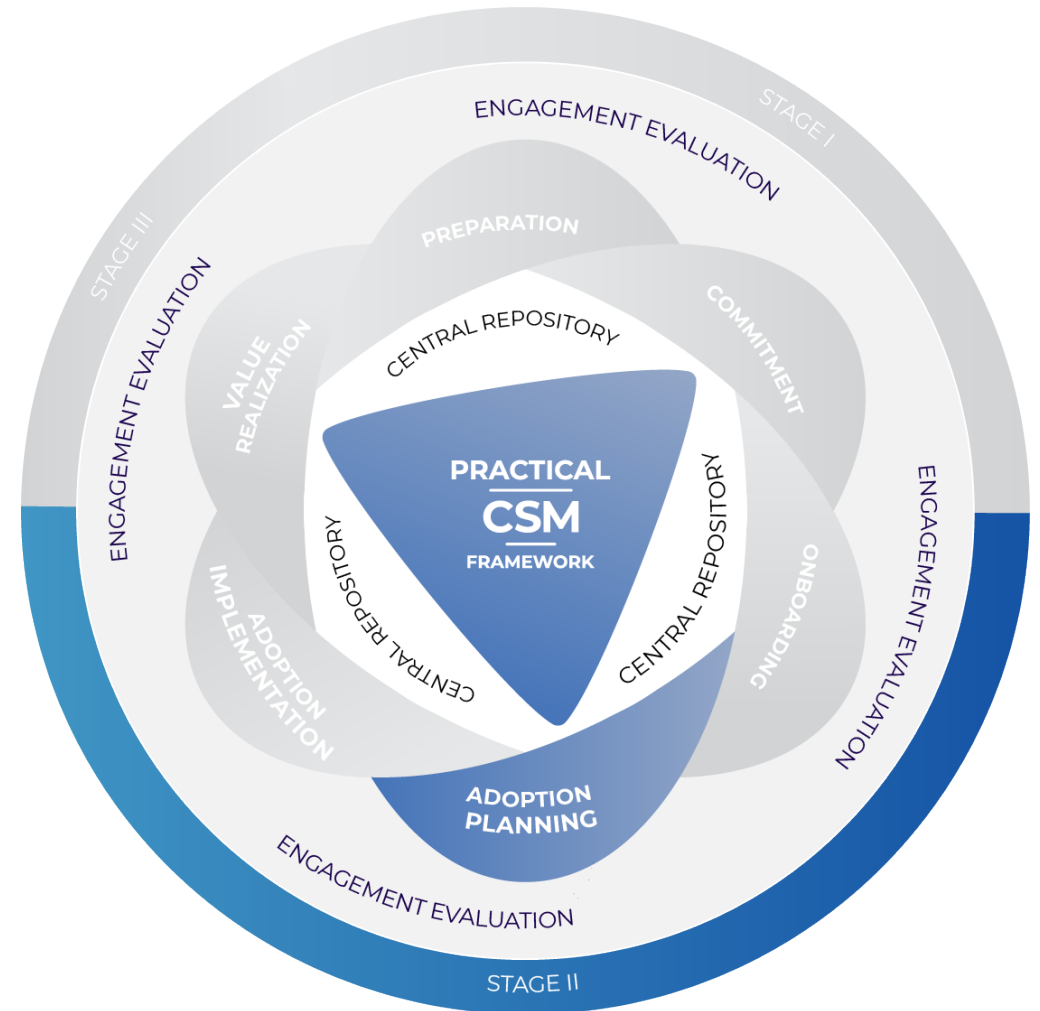 STAGE I
ENGAGEMENT EVALUATION
STAGE III
PREPARATION
ENGAGEMENT EVALUATION
COMMITMENT
CENTRAL REPOSITORY
VALUE
REALIZATION
PRACTICAL
CSM
FRAMEWORK
CENTRAL REPOSITORY
ENGAGEMENT EVALUATION
CENTRAL REPOSITORY
ONBOARDING
ADOPTION
IMPLEMENTATION
ADOPTION
PLANNING
ENGAGEMENT EVALUATION
STAGE II